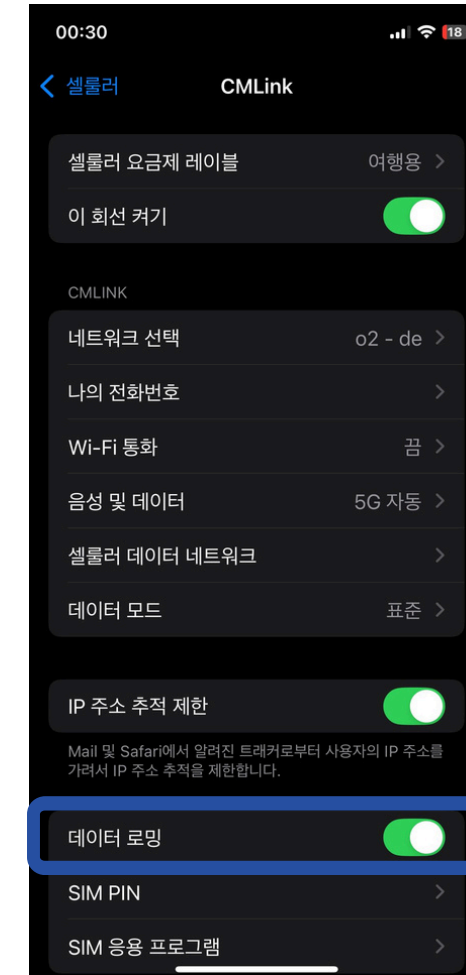 00:30
18
셀룰러
CMLink
셀룰러 요금제 레이블
여행용
이 회선 켜기
CMLINK
네트워크 선택
o2 - de
나의 전화번호
Wi-Fi 통화
끔
음성 및 데이터
5G 자동
셀룰러 데이터 네트워크
데이터 모드
표준
IP 주소 추적 제한
Mail 및 Safari에서 알려진 트래커로부터 사용자의 IP 주소를
가려서 IP 주소 추적을 제한합니다.
데이터 로밍
SIM PIN
SIM 응용 프로그램